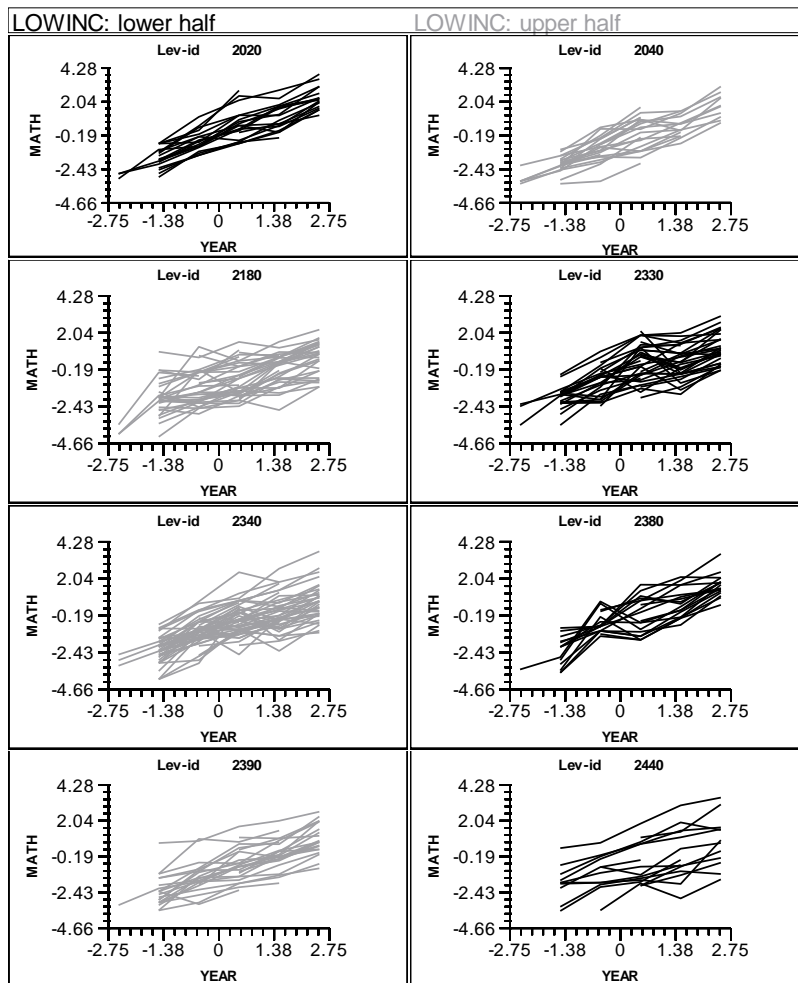 LOWINC: lower half LOWINC: upper half
Lev-id 2020
4.28
2.04
-0.19
-2.43
-4.66
MATH
-2.75 -1.38 0 1.38 2.75
YEAR
Lev-id 2040
4.28
2.04
-0.19
-2.43
-4.66
MATH
-2.75 -1.38 0 1.38 2.75
YEAR
Lev-id 2180
4.28
2.04
-0.19
-2.43
-4.66
MATH
-2.75 -1.38 0 1.38 2.75
YEAR
Lev-id 2330
4.28
2.04
-0.19
-2.43
-4.66
MATH
-2.75 -1.38 0 1.38 2.75
YEAR
Lev-id 2340
4.28
2.04
-0.19
-2.43
-4.66
MATH
-2.75 -1.38 0 1.38 2.75
YEAR
Lev-id 2380
4.28
2.04
-0.19
-2.43
-4.66
MATH
-2.75 -1.38 0 1.38 2.75
YEAR
Lev-id 2390
4.28
2.04
-0.19
-2.43
-4.66
MATH
-2.75 -1.38 0 1.38 2.75
YEAR
Lev-id 2440
4.28
2.04
-0.19
-2.43
-4.66
MATH
-2.75 -1.38 0 1.38 2.75
YEAR